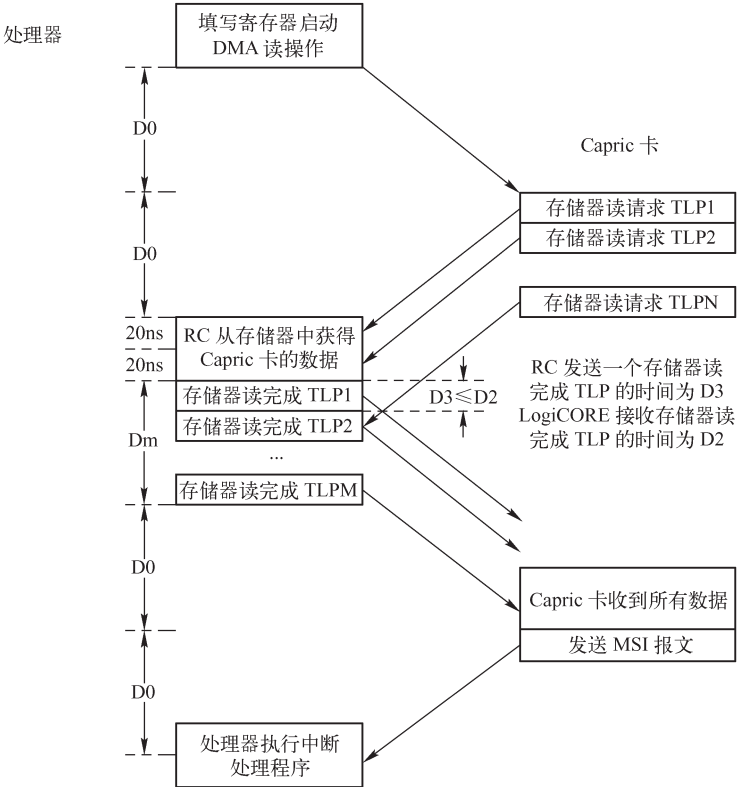 处理器
填写寄存器启动
DMA 读操作
D0
Capric 卡
存储器读请求 TLP1
存储器读请求 TLP2
D0
存储器读请求 TLPN
20ns
20ns
RC 从存储器中获得
Capric 卡的数据
RC 发送一个存储器读
完成 TLP 的时间为 D3
LogiCORE 接收存储器读
完成 TLP 的时间为 D2
存储器读完成 TLP1
D3≤D2
存储器读完成 TLP2
Dm
...
存储器读完成 TLPM
D0
Capric 卡收到所有数据
发送 MSI 报文
D0
处理器执行中断
处理程序